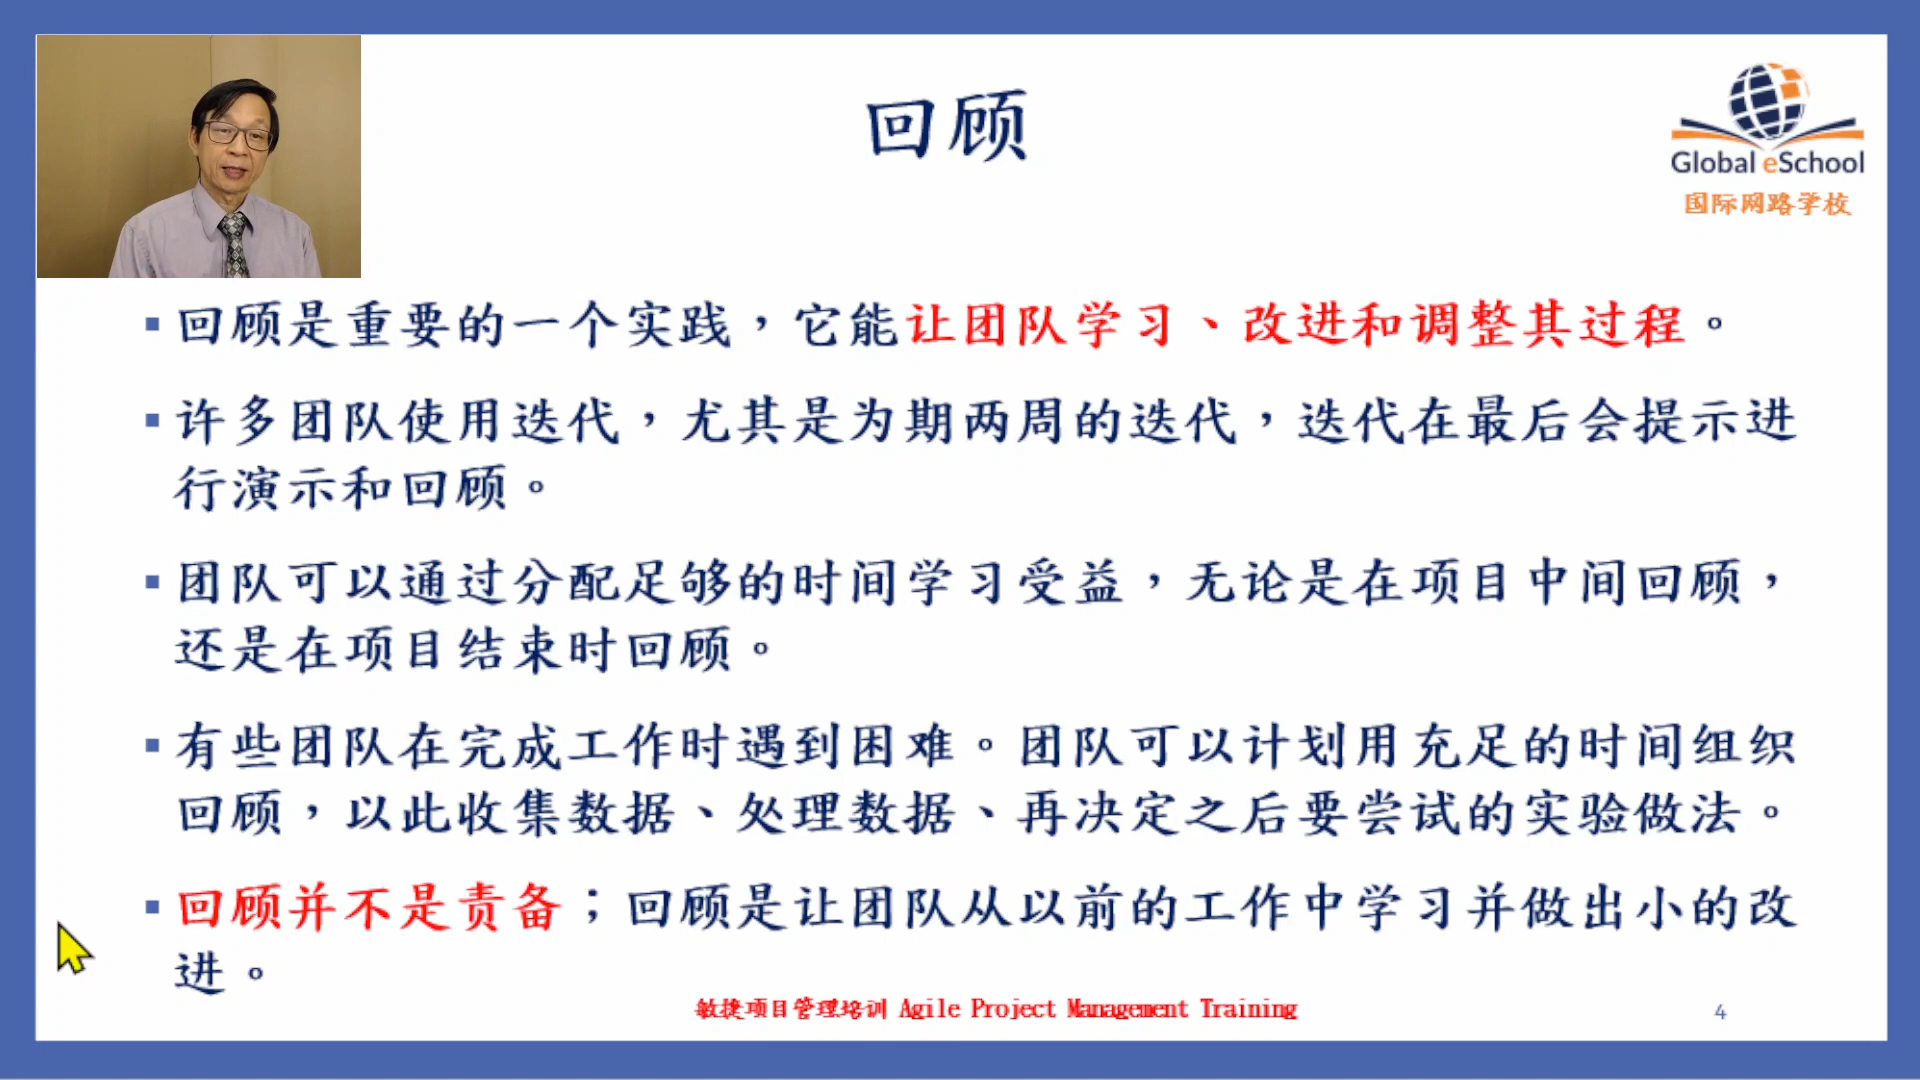 回顾
Global eSchool
国际网路学校
▪回顾是重要的一个实践，它能让团队学习、改进和调整其过程。
▪许多团队使用迭代，尤其是为期两周的迭代，迭代在最后会提示进
行演示和回顾。
▪团队可以通过分配足够的时间学习受益，无论是在项目中间回顾，
还是在项目结束时回顾。
▪有些团队在完成工作时遇到困难。团队可以计划用充足的时间组织
回顾，以此收集数据、处理数据、再决定之后要尝试的实验做法。
▪回顾并不是责备；回顾是让团队从以前的工作中学习并做出小的改
进。
敏捷项目管理培训 Agile Project Management Training
4